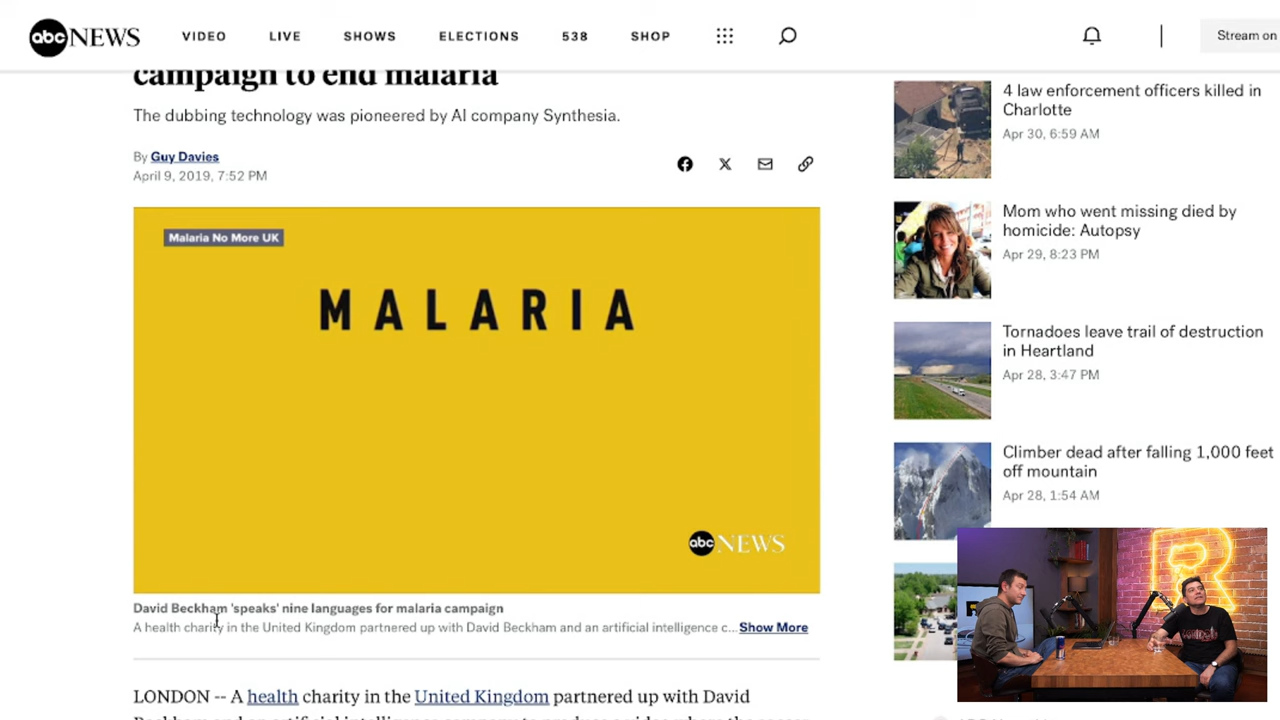 abc NEWS VIDEO LIVE SHOWS ELECTIONS 538 SHOP Stream on
campaign to end malaria
The dubbing technology was pioneered by AI company Synthesia.
By Guy Davies
April 9, 2019, 7:52 PM
Malaria No More UK
MALARIA
abc NEWS
David Beckham 'speaks' nine languages for malaria campaign
A health charity in the United Kingdom partnered up with David Beckham and an artificial intelligence c... Show More
LONDON -- A health charity in the United Kingdom partnered up with David
4 law enforcement officers killed in
Charlotte
Apr 30, 6:59 AM
Mom who went missing died by
homicide: Autopsy
Apr 29, 8:23 PM
Tornadoes leave trail of destruction
in Heartland
Apr 28, 3:47 PM
Climber dead after falling 1,000 feet
off mountain
Apr 28, 1:54 AM
R